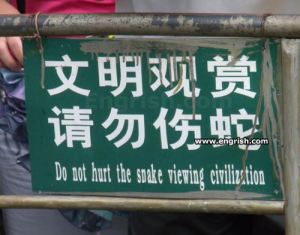 文明观赏
请勿伤蛇
www.engrish.com
Do not hurt the snake viewing civilization